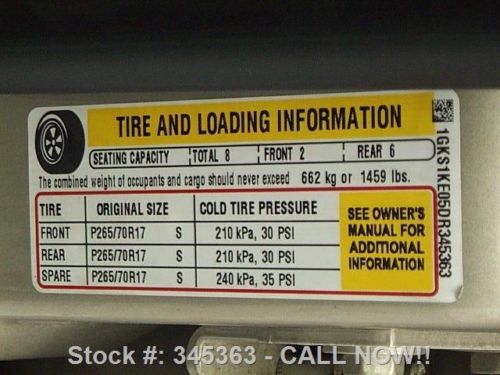 TIRE AND LOADING INFORMATION
SEATING CAPACITY TOTAL 8 FRONT 2 REAR 6
The combined weight of occupants and cargo should never exceed 662 kg or 1459 lbs.
TIRE ORIGINAL SIZE COLD TIRE PRESSURE
FRONT P265/70R17 S 210 kPa, 30 PSI
REAR P265/70R17 S 210 kPa, 30 PSI
SPARE P265/70R17 S 240 kPa, 35 PSI
SEE OWNER'S
MANUAL FOR
ADDITIONAL
INFORMATION
1GKS1KE05DR345363
Stock #: 345363 - CALL NOW!!